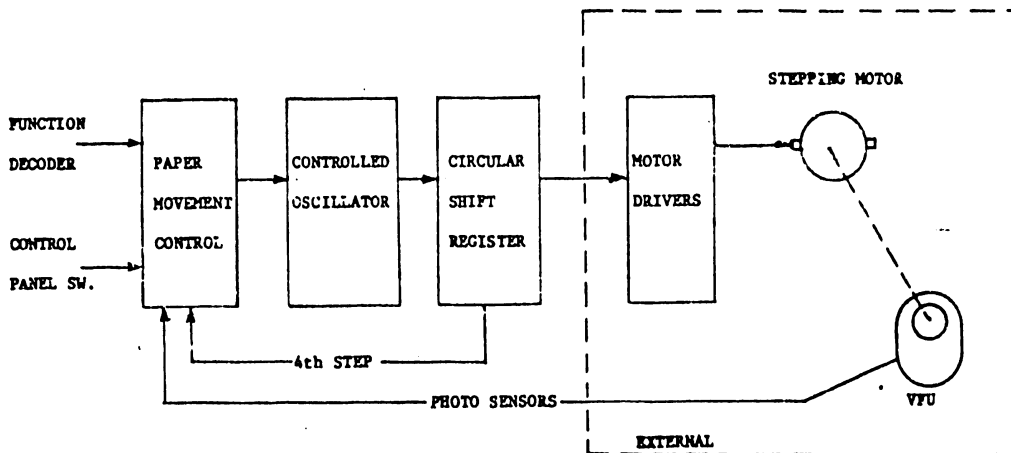 STEPPING MOTOR
FUNCTION
DECODER
CONTROL
PANEL SW.
PAPER
MOVEMENT
CONTROL
CONTROLLED
OSCILLATOR
CIRCULAR
SHIFT
REGISTER
MOTOR
DRIVERS
4th STEP
PHOTO SENSORS
VFU
EXTERNAL